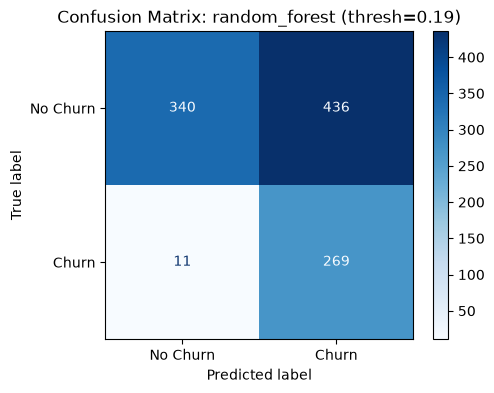 Confusion Matrix: random_forest (thresh=0.19)
No Churn
340
436
Churn
11
269
No Churn
Churn
Predicted label
True label
400
350
300
250
200
150
100
50